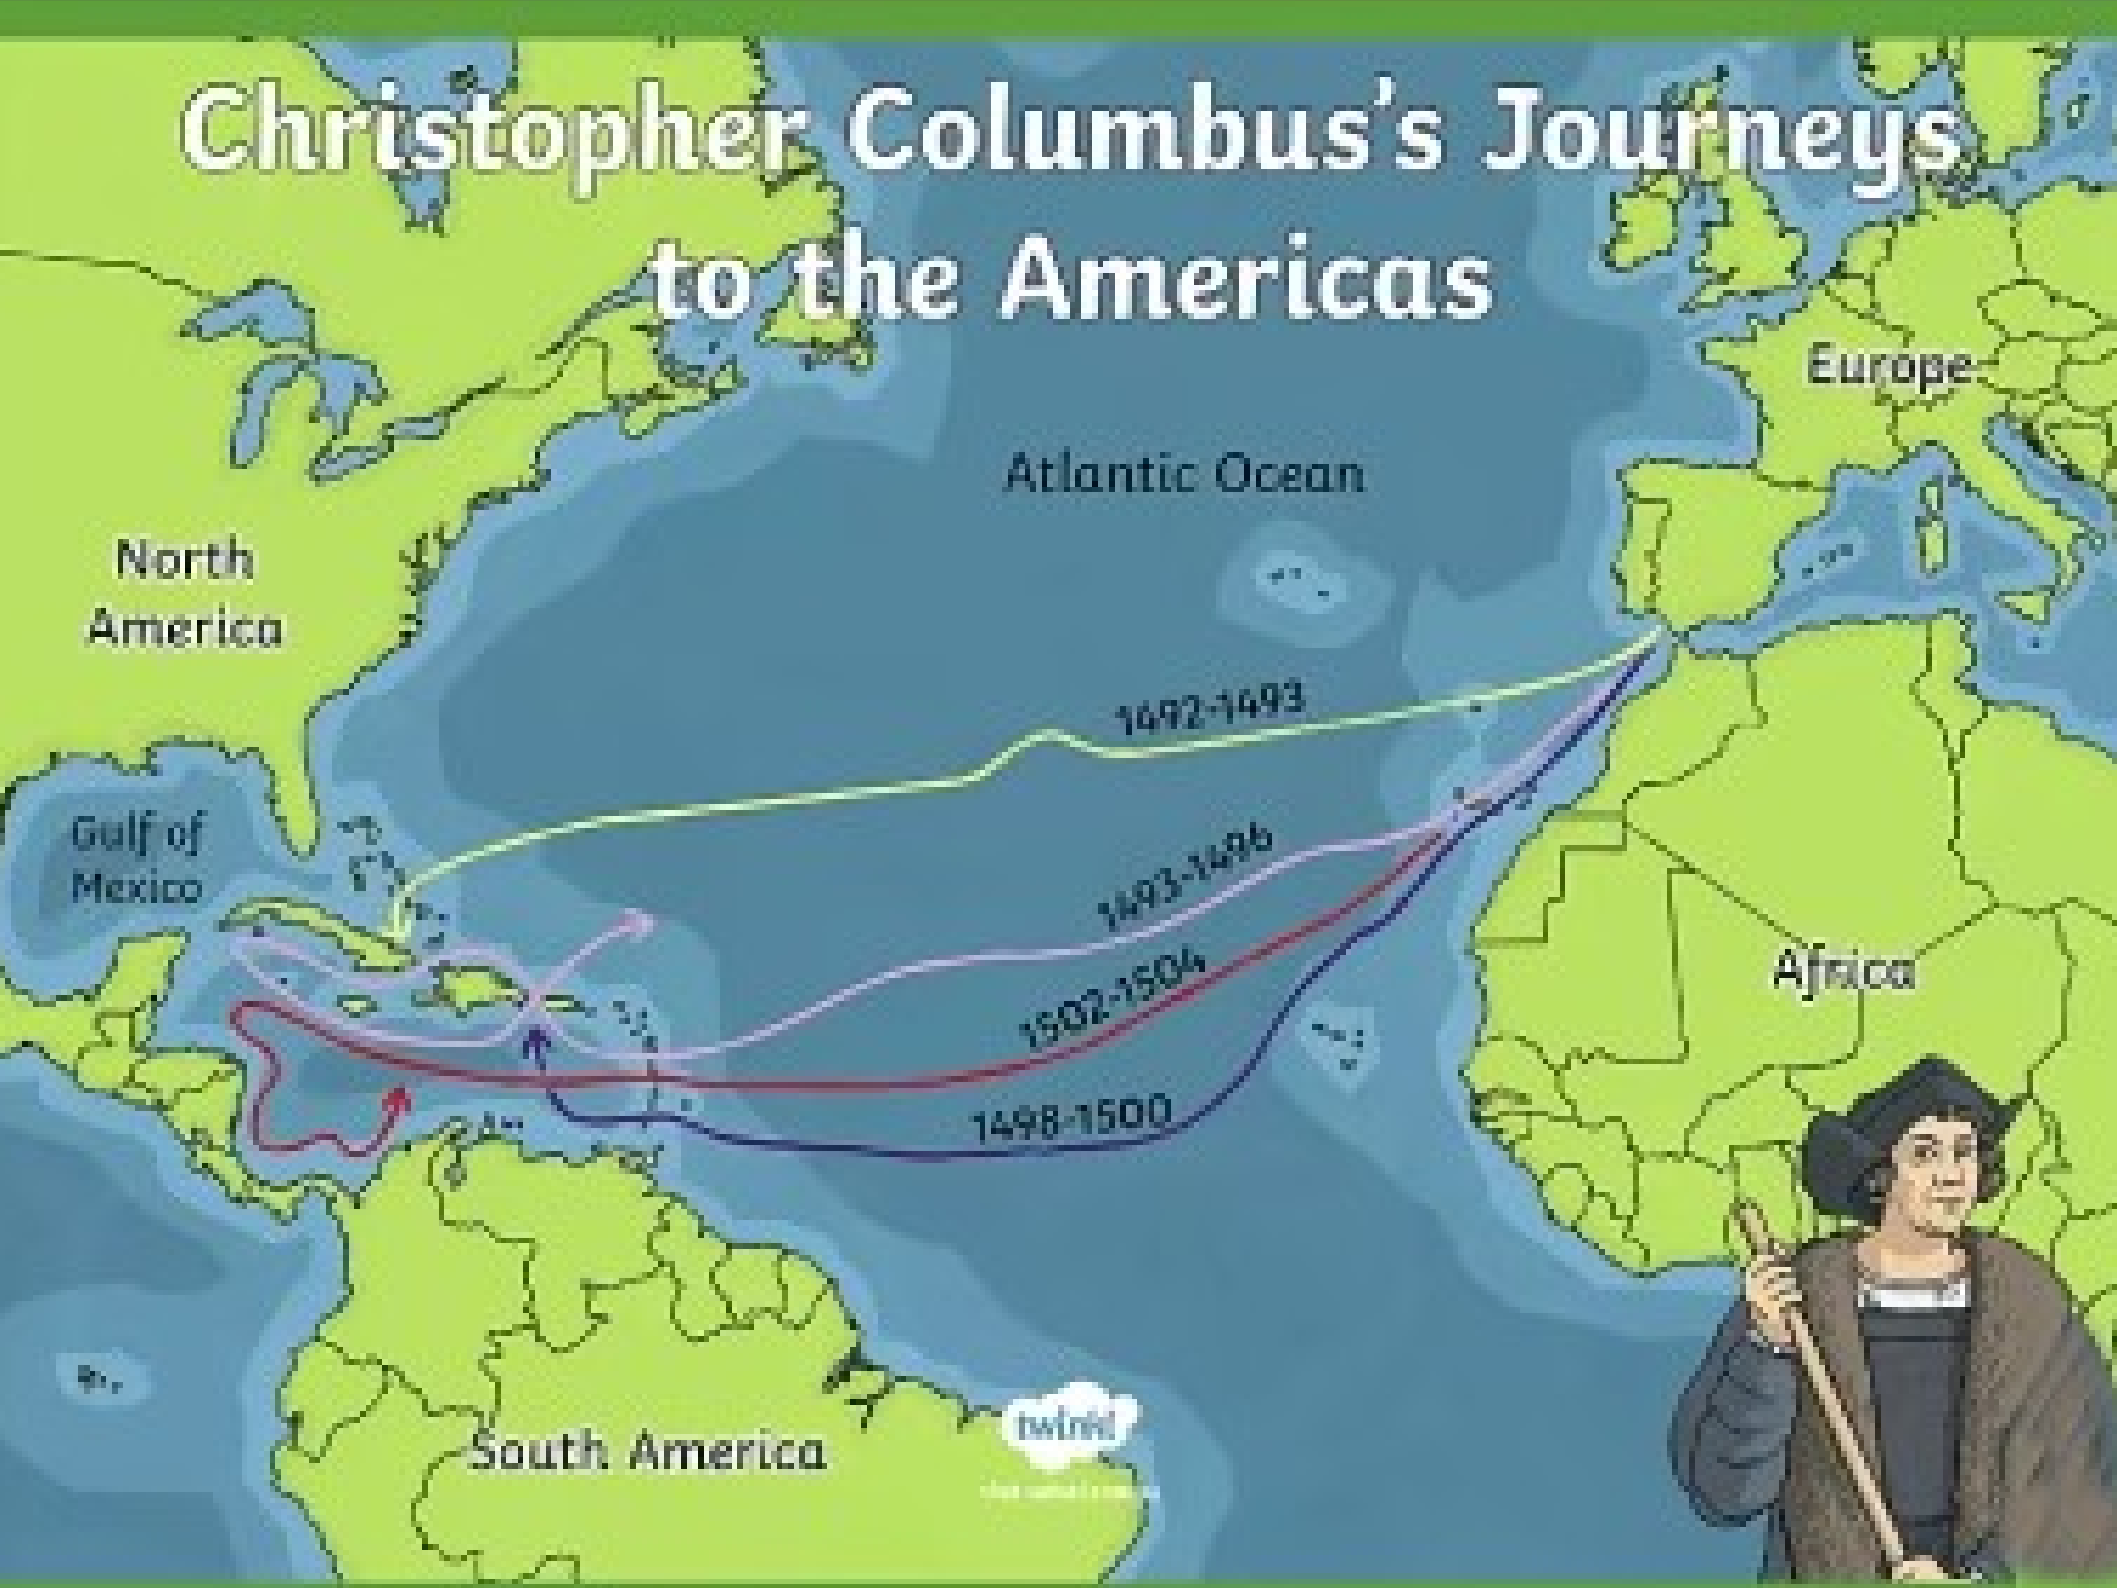 Christopher Columbus's Journeys
to the Americas
Europe
Atlantic Ocean
North
America
1492-1493
Gulf of
Mexico
1493-1496
1502-1504
Africa
1498-1500
South America
twinkl